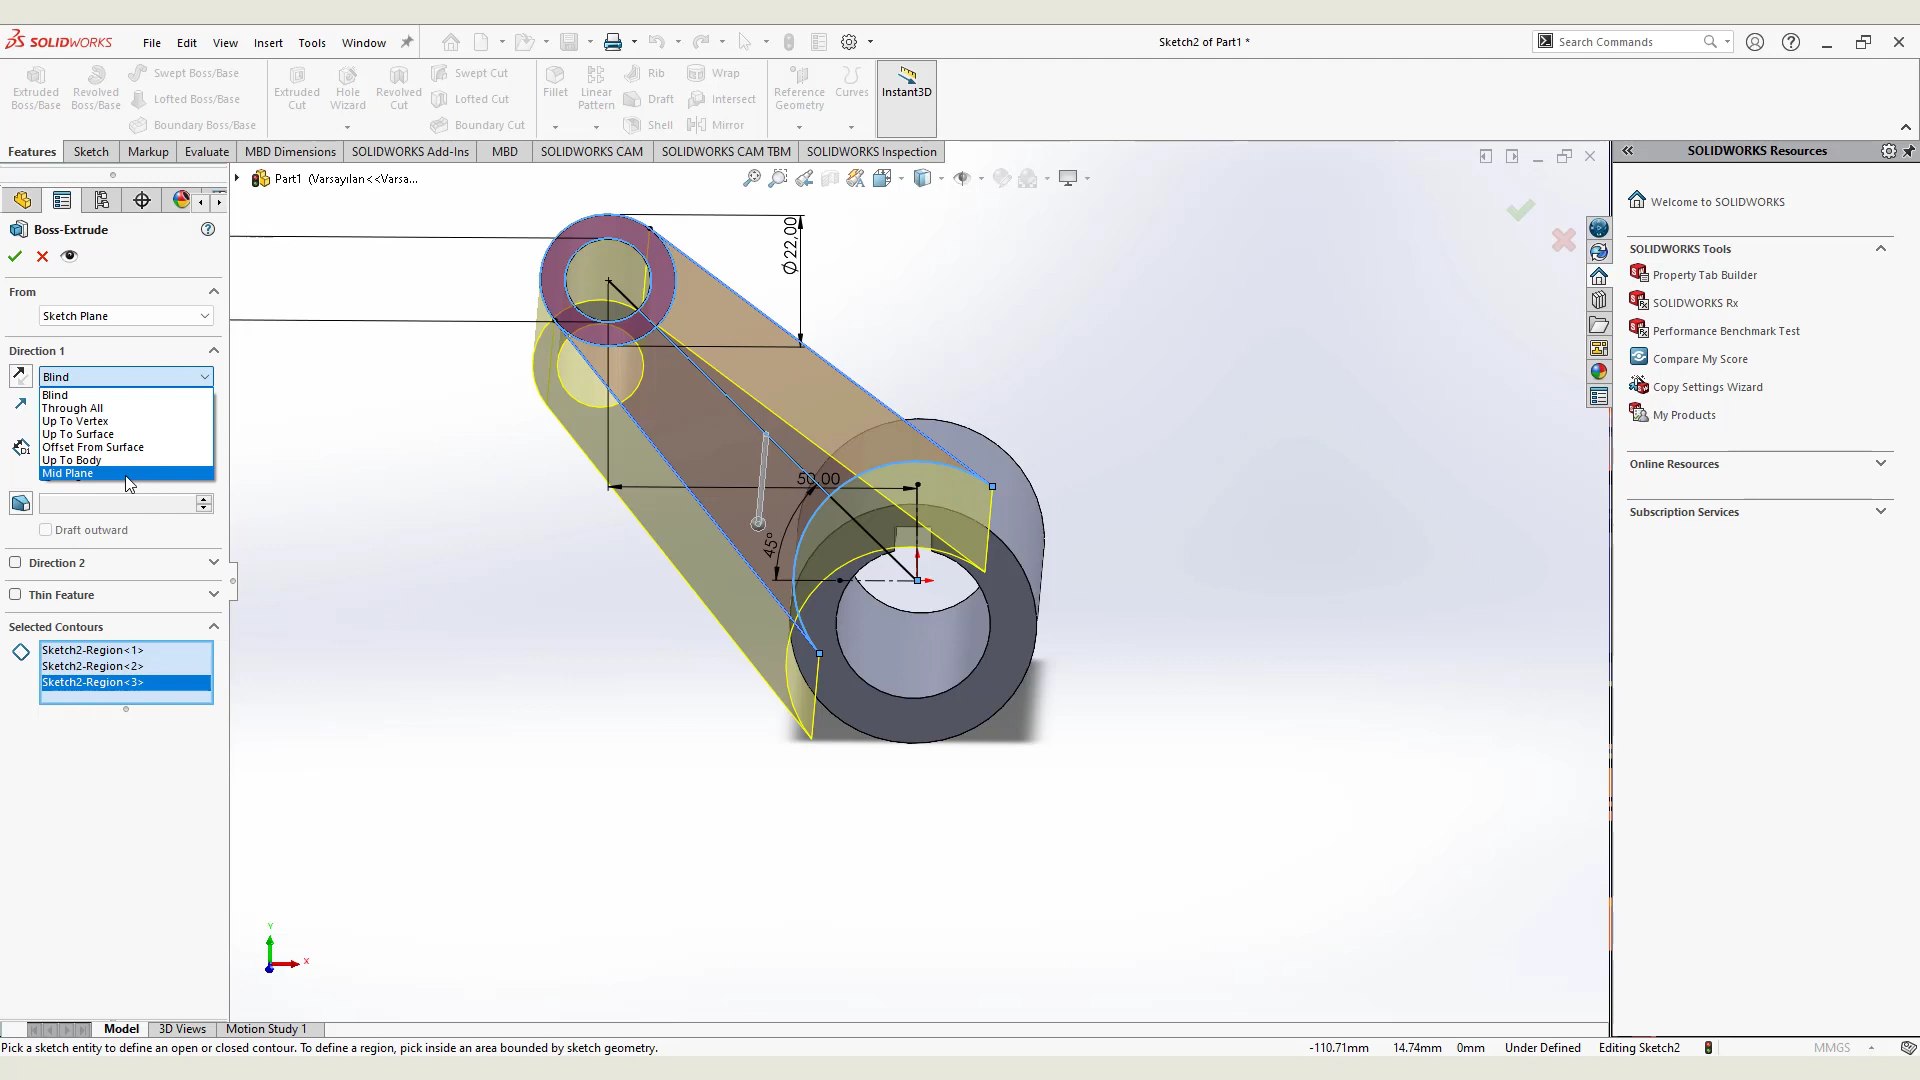 SOLIDWORKS
File Edit View Insert Tools Window
Sketch2 of Part1 *
Search Commands
Extruded Boss/Base
Revolved Boss/Base
Swept Boss/Base
Lofted Boss/Base
Boundary Boss/Base
Extruded Cut
Hole Wizard
Revolved Cut
Swept Cut
Lofted Cut
Boundary Cut
Fillet
Linear Pattern
Rib
Draft
Shell
Wrap
Intersect
Mirror
Reference Geometry
Curves
Instant3D
Features Sketch Markup Evaluate MBD Dimensions SOLIDWORKS Add-Ins MBD SOLIDWORKS CAM SOLIDWORKS CAM TBM SOLIDWORKS Inspection
Boss-Extrude
From
Sketch Plane
Direction 1
Blind
Blind
Through All
Up To Vertex
Up To Surface
Offset From Surface
Up To Body
Mid Plane
Draft outward
Direction 2
Thin Feature
Selected Contours
Sketch2-Region<1>
Sketch2-Region<2>
Sketch2-Region<3>
Part1 (Varsayılan<<Varsa...
Ø22,00
50,00
45°
Y
X
SOLIDWORKS Resources
Welcome to SOLIDWORKS
SOLIDWORKS Tools
Property Tab Builder
SOLIDWORKS Rx
Performance Benchmark Test
Compare My Score
Copy Settings Wizard
My Products
Online Resources
Subscription Services
Model 3D Views Motion Study 1
Pick a sketch entity to define an open or closed contour. To define a region, pick inside an area bounded by sketch geometry.
-110.71mm 14.74mm 0mm Under Defined Editing Sketch2 MMGS